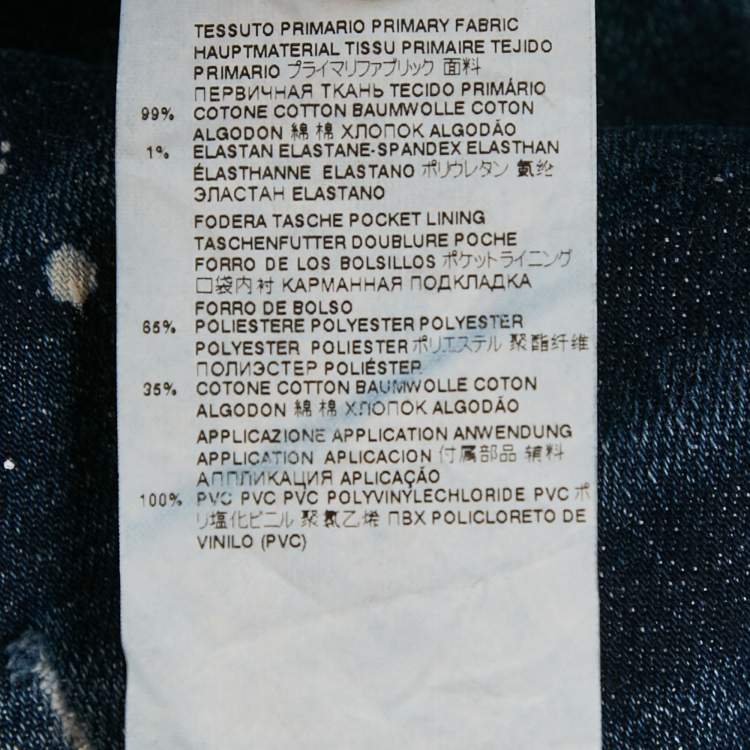 TESSUTO PRIMARIO PRIMARY FABRIC
HAUPTMATERIAL TISSU PRIMAIRE TEJIDO
PRIMARIO プライマリファブリック 面料
ПЕРВИЧНАЯ ТКАНЬ TECIDO PRIMÁRIO
99% COTONE COTTON BAUMWOLLE COTON
ALGODON 綿 棉 ХЛОПОК ALGODÃO
1% ELASTAN ELASTANE-SPANDEX ELASTHAN
ÉLASTHANNE ELASTANO ポリウレタン 氨纶
ЭЛАСТАН ELASTANO
FODERA TASCHE POCKET LINING
TASCHENFUTTER DOUBLURE POCHE
FORRO DE LOS BOLSILLOS ポケットライニング
口袋内衬 КАРМАННАЯ ПОДКЛАДКА
FORRO DE BOLSO
65% POLIESTERE POLYESTER POLYESTER
POLYESTER POLIESTER ポリエステル 聚酯纤维
ПОЛИЭСТЕР POLIÉSTER
35% COTONE COTTON BAUMWOLLE COTON
ALGODON 綿 棉 ХЛОПОК ALGODÃO
APPLICAZIONE APPLICATION ANWENDUNG
APPLICATION APLICACION 付属部品 辅料
АППЛИКАЦИЯ APLICAÇÃO
100% PVC PVC PVC POLYVINYLECHLORIDE PVC ポ
リ塩化ビニル 聚氯乙烯 ПВХ POLICLORETO DE
VINILO (PVC)